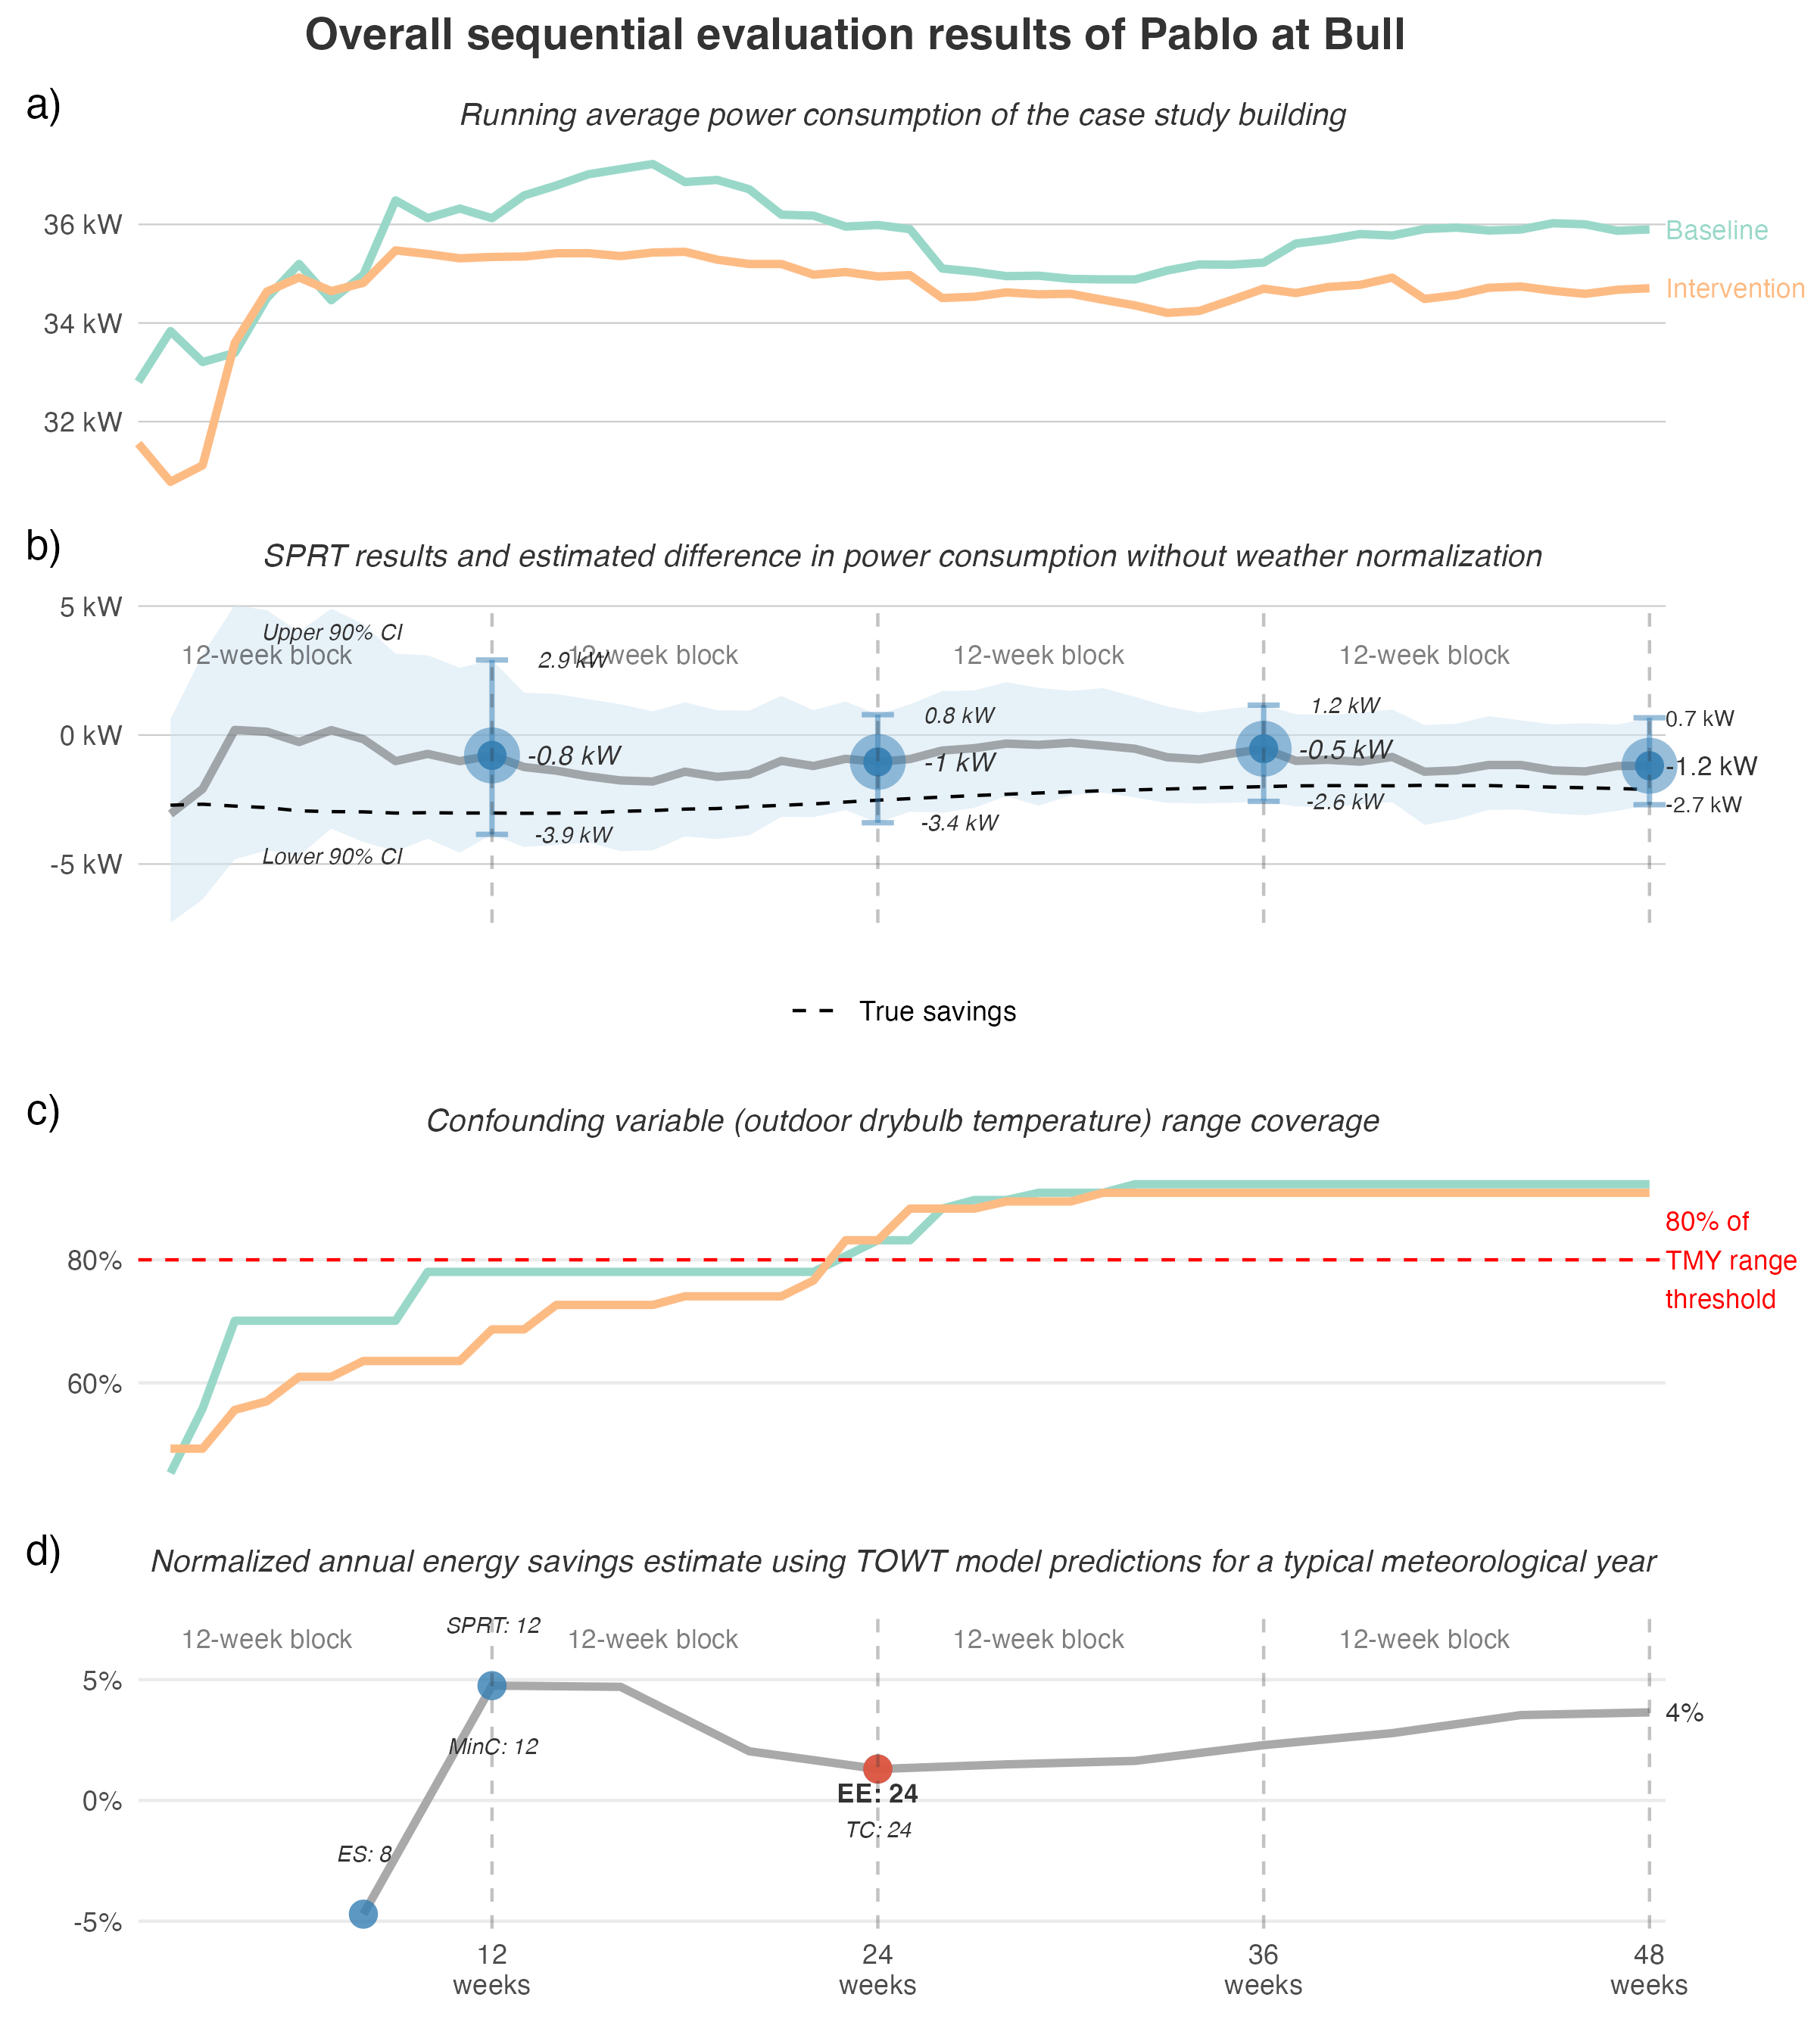 Overall sequential evaluation results of Pablo at Bull
a)
Running average power consumption of the case study building
36 kW
34 kW
32 kW
Baseline
Intervention
b)
SPRT results and estimated difference in power consumption without weather normalization
5 kW
0 kW
-5 kW
Upper 90% CI
Lower 90% CI
12-week block
12-week block
12-week block
12-week block
2.9 kW
-0.8 kW
-3.9 kW
0.8 kW
-1 kW
-3.4 kW
1.2 kW
-0.5 kW
-2.6 kW
0.7 kW
-1.2 kW
-2.7 kW
True savings
c)
Confounding variable (outdoor drybulb temperature) range coverage
80%
60%
80% of
TMY range
threshold
d)
Normalized annual energy savings estimate using TOWT model predictions for a typical meteorological year
12-week block
12-week block
12-week block
12-week block
5%
0%
-5%
SPRT: 12
MinC: 12
ES: 8
EE: 24
TC: 24
4%
12
weeks
24
weeks
36
weeks
48
weeks